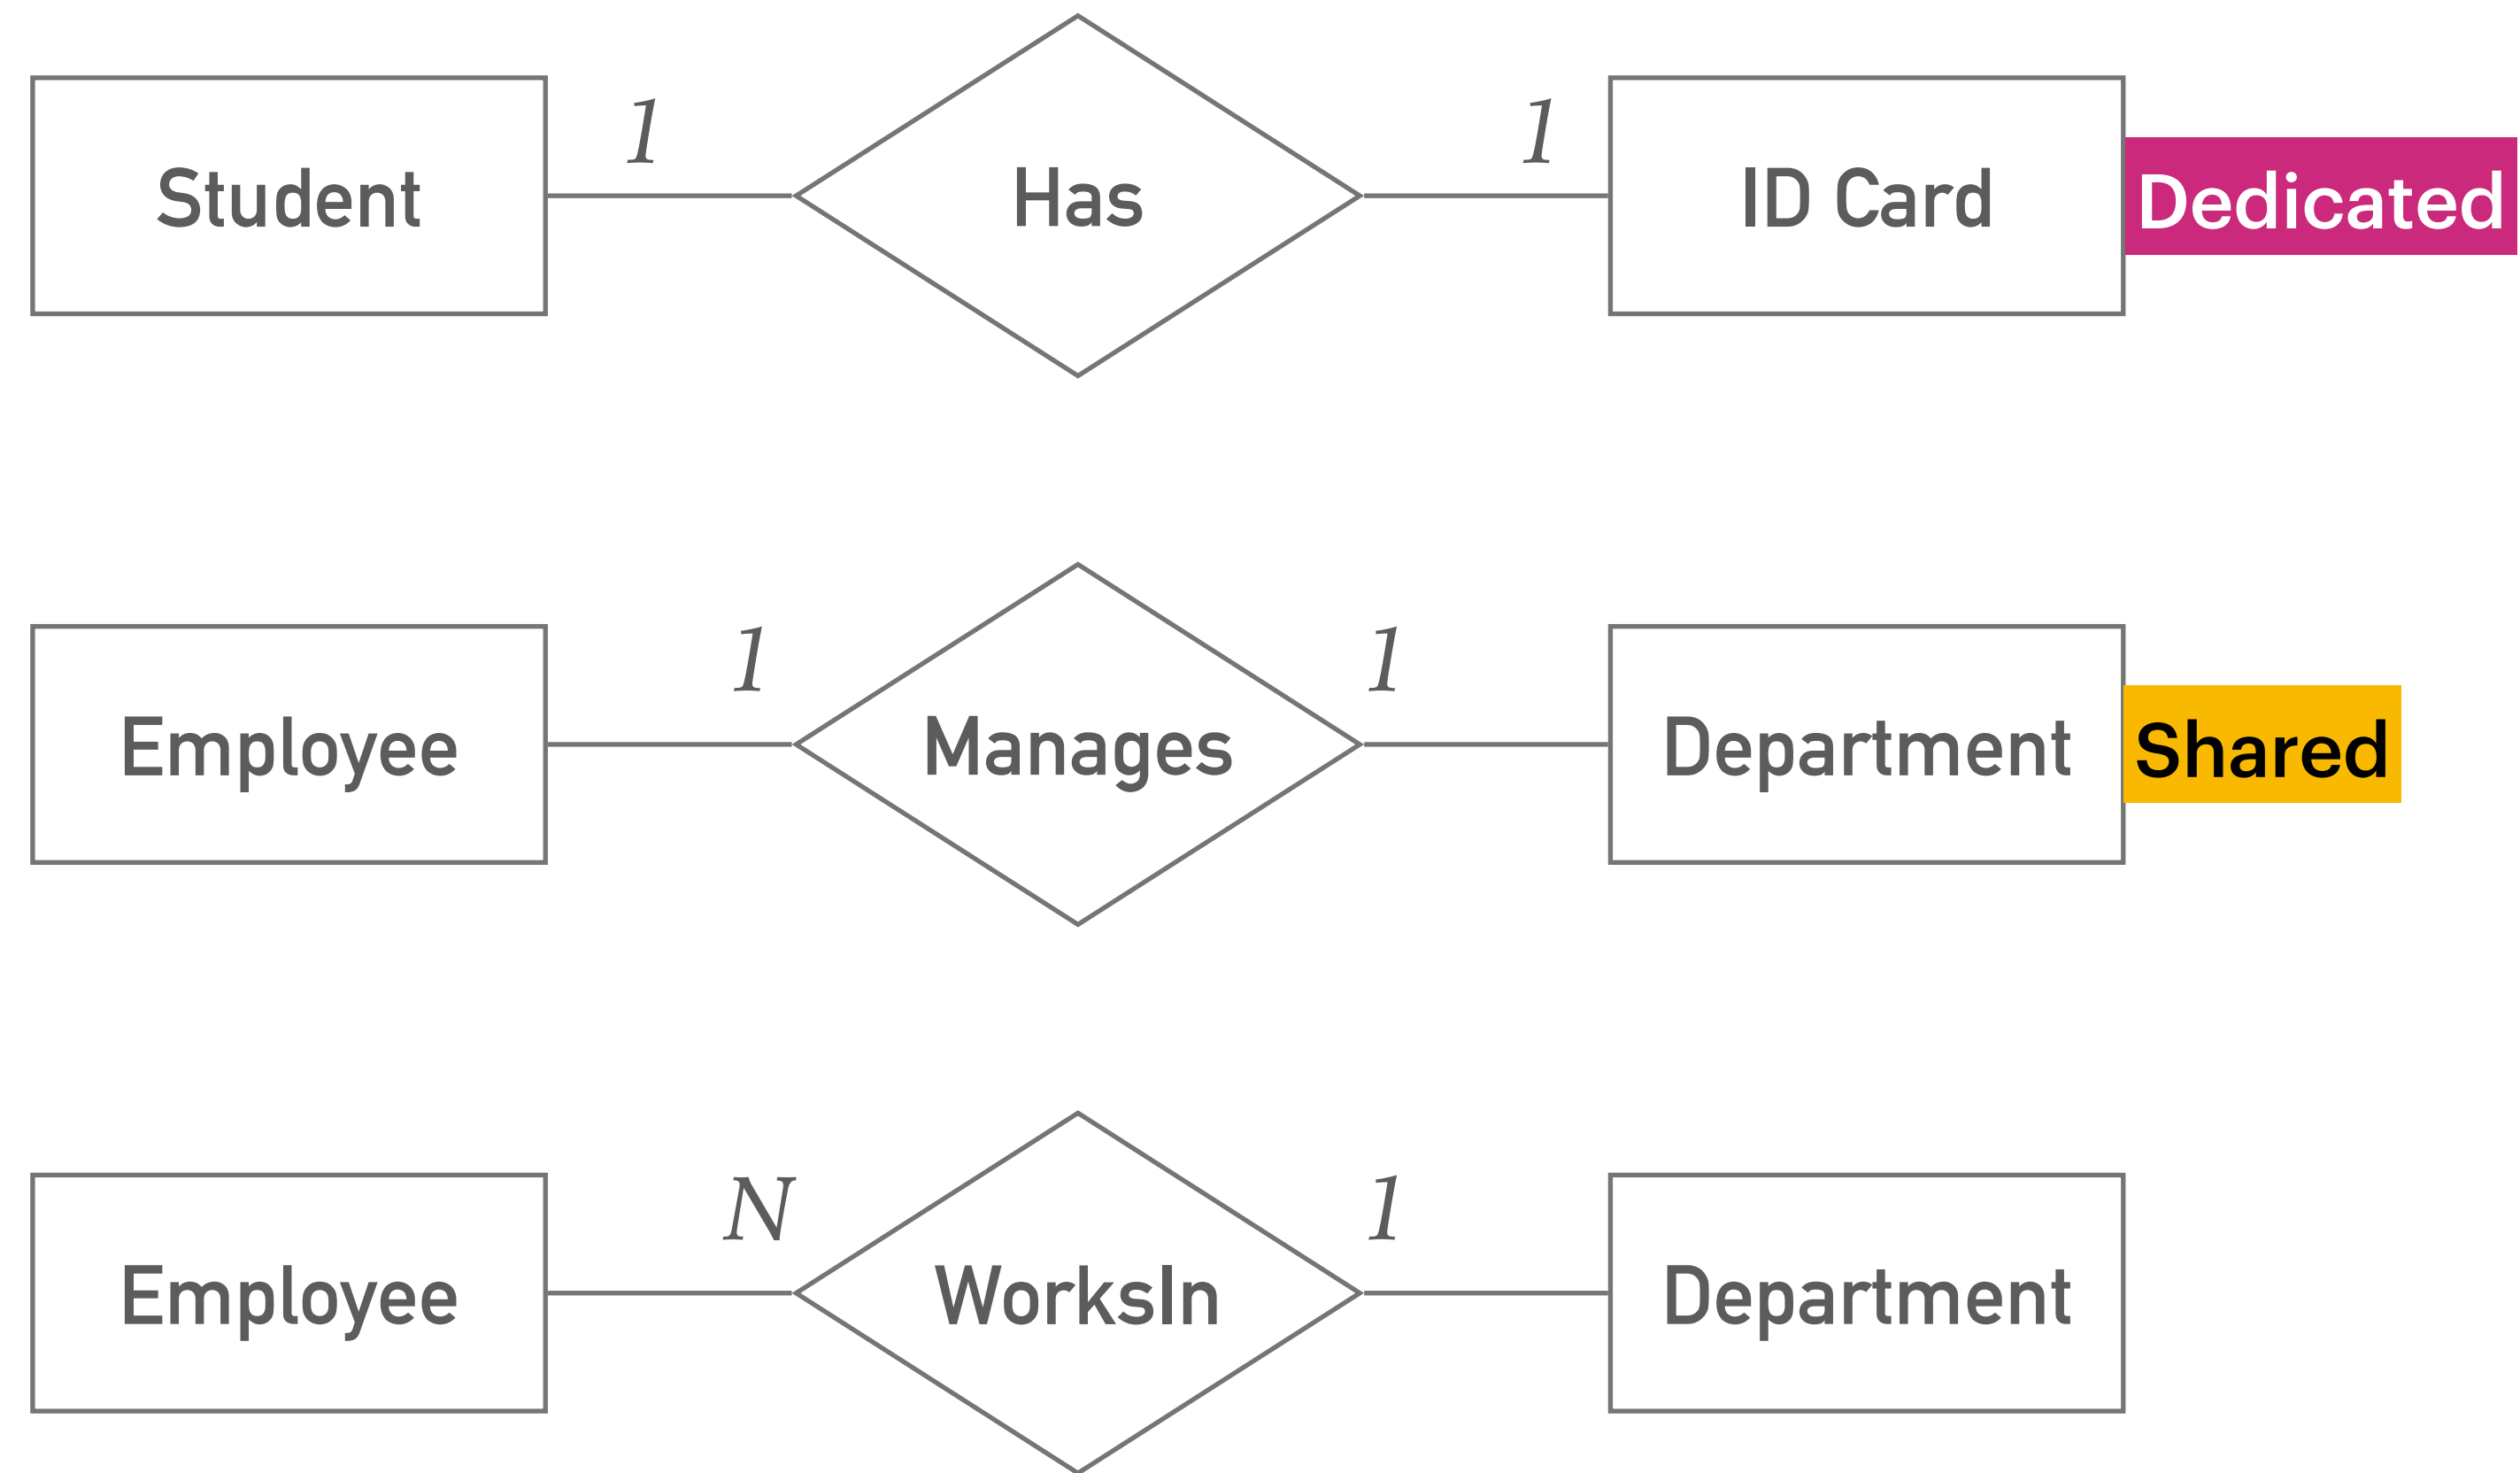 1 1
Student Has ID Card Dedicated
1 1
Employee Manages Department Shared
N 1
Employee WorksIn Department